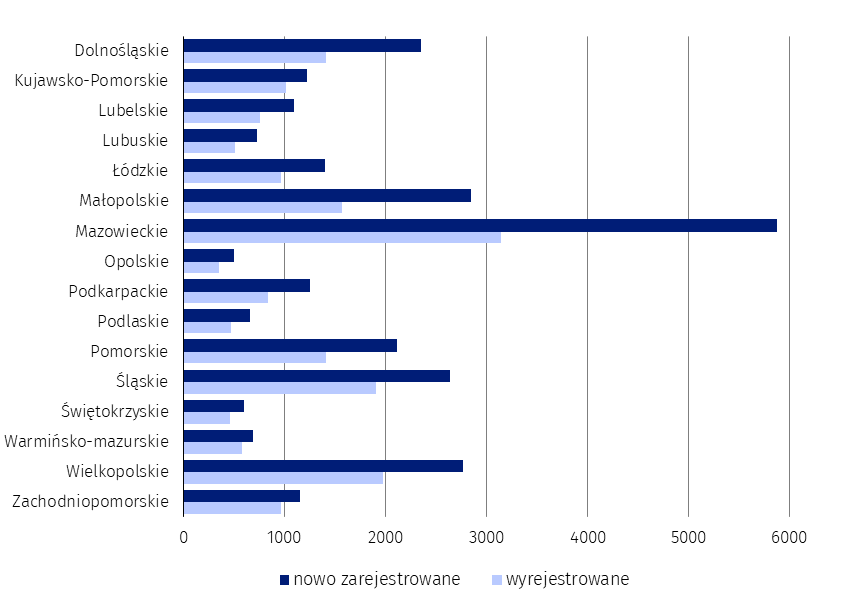 Dolnośląskie
Kujawsko-Pomorskie
Lubelskie
Lubuskie
Łódzkie
Małopolskie
Mazowieckie
Opolskie
Podkarpackie
Podlaskie
Pomorskie
Śląskie
Świętokrzyskie
Warmińsko-mazurskie
Wielkopolskie
Zachodniopomorskie
0 1000 2000 3000 4000 5000 6000
nowo zarejestrowane wyrejestrowane